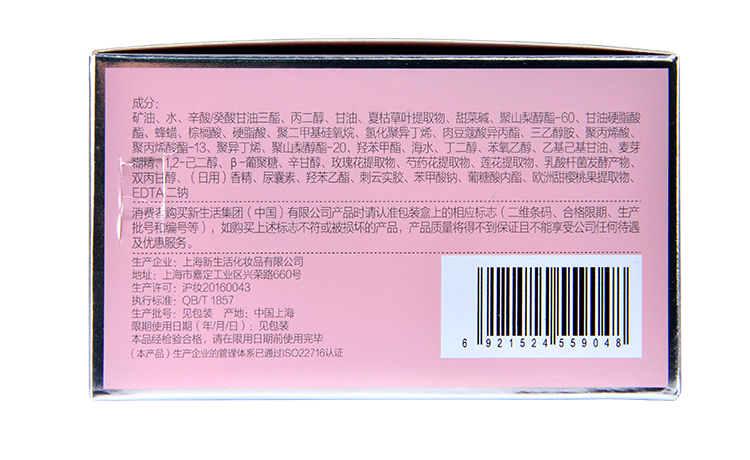 成分：
矿油、水、辛酸/癸酸甘油三酯、丙二醇、甘油、夏枯草叶提取物、甜菜碱、聚山梨醇酯-60、甘油硬脂酸
酯、蜂蜡、棕榈酸、硬脂酸、聚二甲基硅氧烷、氢化聚异丁烯、肉豆蔻酸异丙酯、三乙醇胺、聚丙烯酸、
聚丙烯酸酯-13、聚异丁烯、聚山梨醇酯-20、羟苯甲酯、海水、丁二醇、苯氧乙醇、乙基己基甘油、麦芽
糊精、1,2-己二醇、β-葡聚糖、辛甘醇、玫瑰花提取物、芍药花提取物、莲花提取物、乳酸杆菌发酵产物、
双丙甘醇、（日用）香精、尿囊素、羟苯乙酯、刺云实胶、苯甲酸钠、葡糖酸内酯、欧洲甜樱桃果提取物、
EDTA二钠
消费者购买新生活集团（中国）有限公司产品时请认准包装盒上的相应标志（二维条码、合格限期、生产
批号和编号等），如购买上述标志不符或被损坏的产品，产品质量将得不到保证且不能享受公司任何待遇
及优惠服务。
生产企业：上海新生活化妆品有限公司
地址：上海市嘉定工业区兴荣路660号
生产许可：沪妆20160043
执行标准：QB/T 1857
生产批号：见包装 产地：中国上海
限期使用日期（年/月/日）：见包装
本品经检验合格，请在限用日期前使用完毕
（本产品）生产企业的管理体系已通过ISO22716认证
6 921524 559048